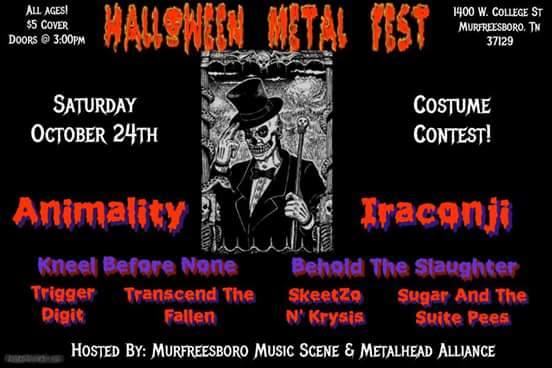 All ages!
$5 Cover
Doors @ 3:00pm
Halloween Metal Fest
1400 W. College St
Murfreesboro, Tn
37129
Saturday
October 24th
Costume
Contest!
Animality
Iraconji
Kneel Before None
Behold The Slaughter
Trigger
Digit
Transcend The
Fallen
SkeetZo
N' Krysis
Sugar And The
Suite Pees
Hosted By: Murfreesboro Music Scene & Metalhead Alliance